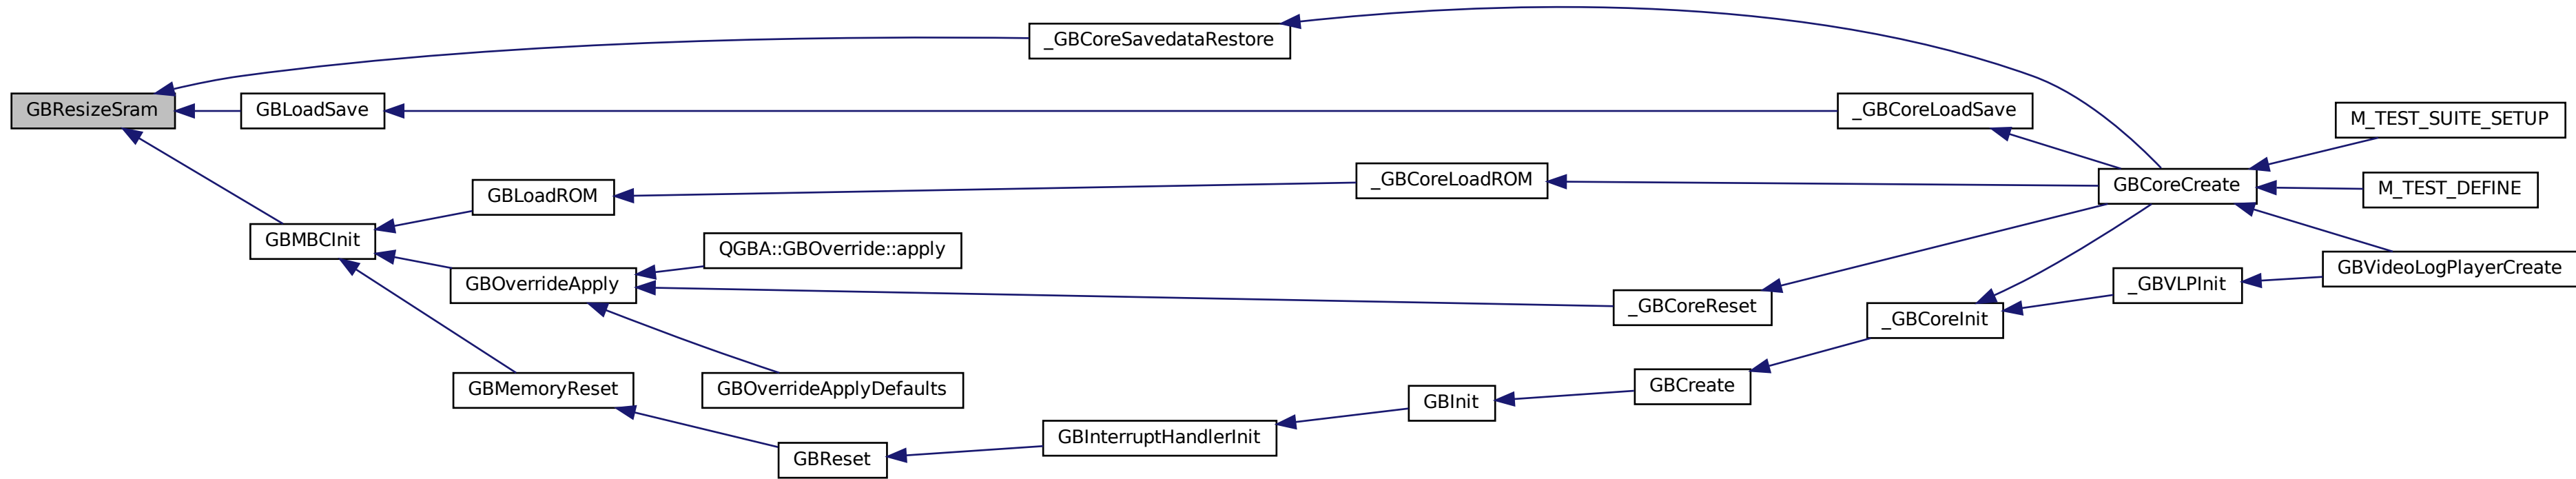 _GBCoreSavedataRestore
GBResizeSram
GBLoadSave
_GBCoreLoadSave
M_TEST_SUITE_SETUP
_GBCoreLoadROM
GBCoreCreate
M_TEST_DEFINE
GBLoadROM
GBMBCInit
QGBA::GBOverride::apply
GBVideoLogPlayerCreate
GBOverrideApply
_GBVLPInit
_GBCoreReset
_GBCoreInit
GBMemoryReset
GBOverrideApplyDefaults
GBCreate
GBInit
GBInterruptHandlerInit
GBReset